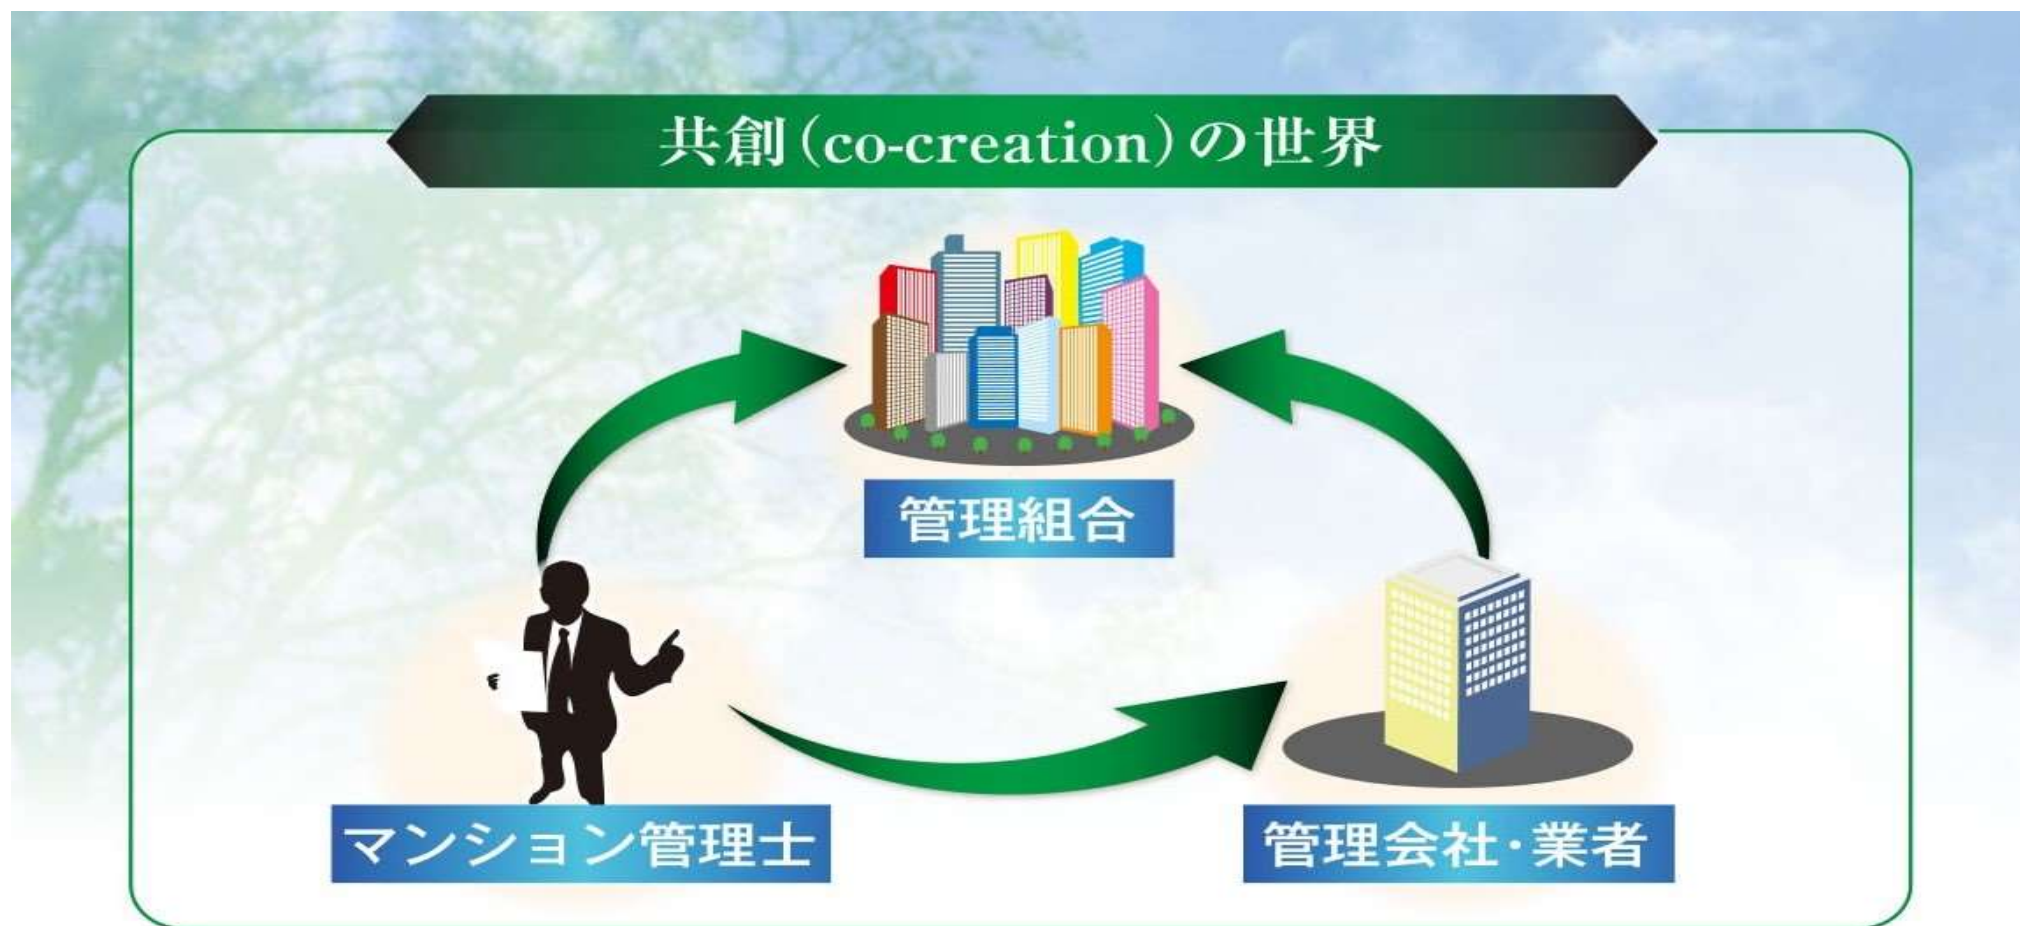 共創(co-creation)の世界
管理組合
マンション管理士
管理会社・業者